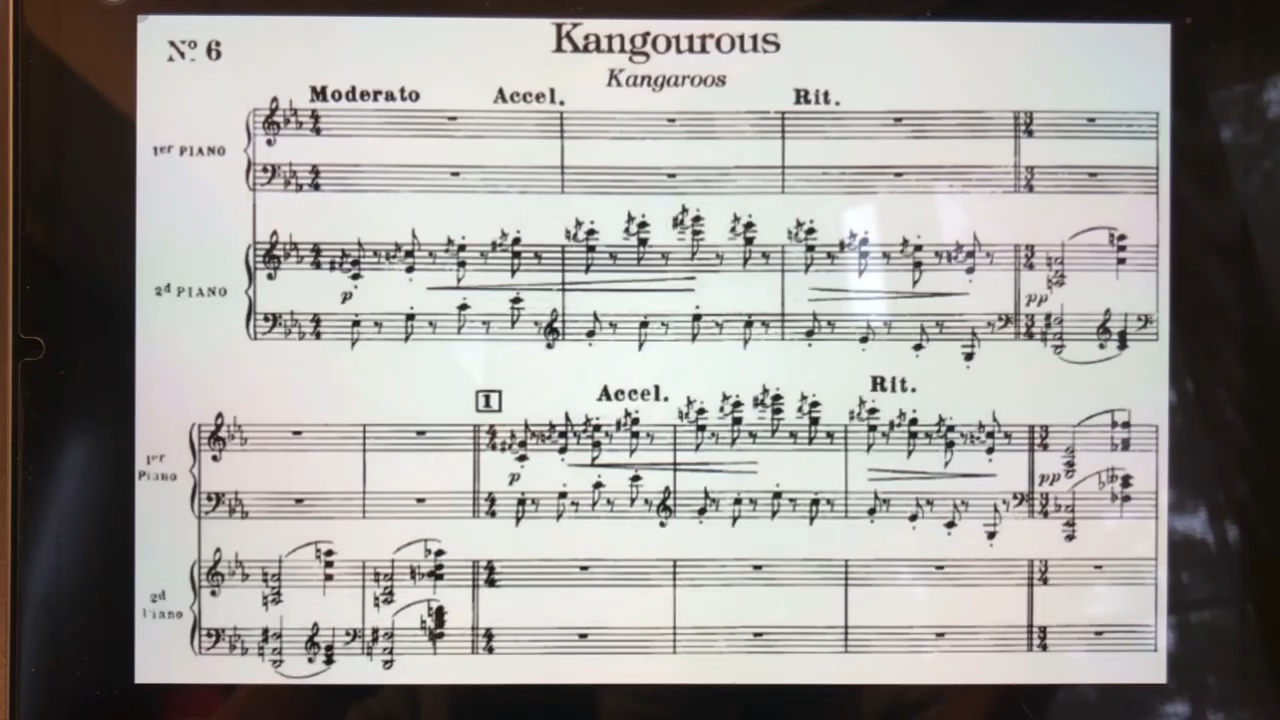 Nº 6
Kangourous
Kangaroos
Moderato Accel. Rit.
1er PIANO
2d PIANO
p
pp
1
Accel. Rit.
1er
Piano
p
pp
2d
Piano